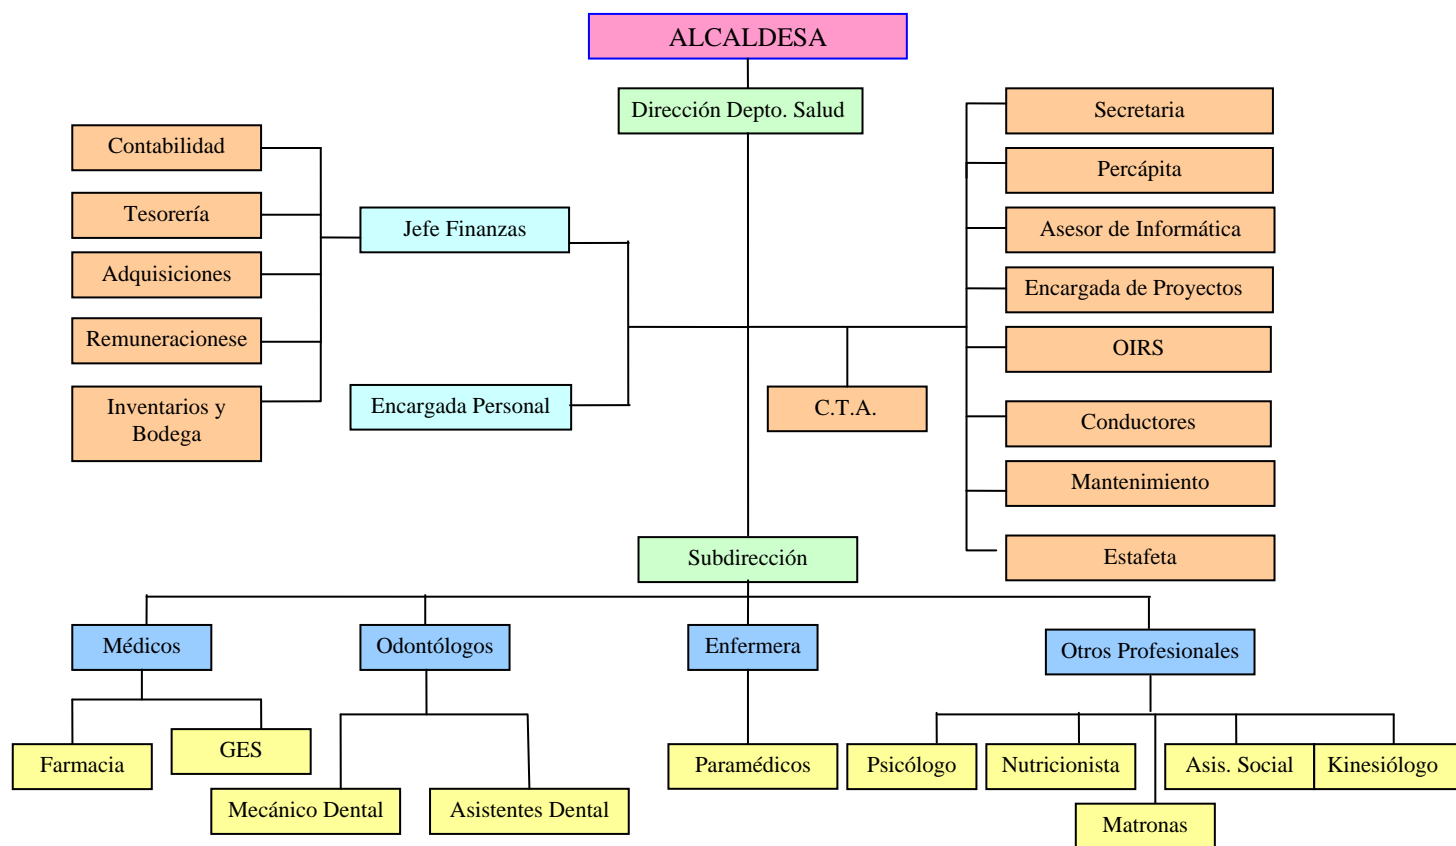 ALCALDESA
Dirección Depto. Salud
Contabilidad
Tesorería
Adquisiciones
Remuneracionese
Inventarios y
Bodega
Jefe Finanzas
Encargada Personal
C.T.A.
Secretaria
Percápita
Asesor de Informática
Encargada de Proyectos
OIRS
Conductores
Mantenimiento
Estafeta
Subdirección
Médicos
Odontólogos
Enfermera
Otros Profesionales
Farmacia
GES
Mecánico Dental
Asistentes Dental
Paramédicos
Psicólogo
Nutricionista
Matronas
Asis. Social
Kinesiólogo